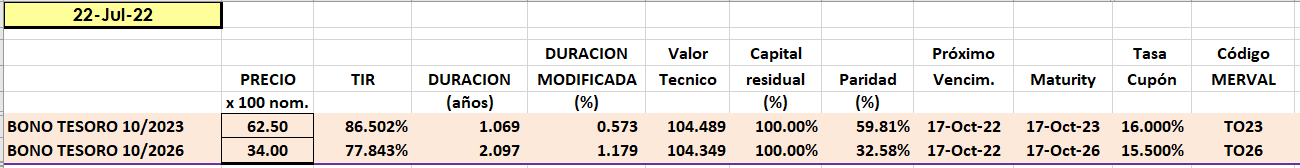 22-Jul-22
DURACION Valor Capital Próximo Tasa Código
PRECIO TIR DURACION MODIFICADA Tecnico residual Paridad Vencim. Maturity Cupón MERVAL
x 100 nom. (años) (%) (%) (%)
BONO TESORO 10/2023 62.50 86.502% 1.069 0.573 104.489 100.00% 59.81% 17-Oct-22 17-Oct-23 16.000% TO23
BONO TESORO 10/2026 34.00 77.843% 2.097 1.179 104.349 100.00% 32.58% 17-Oct-22 17-Oct-26 15.500% TO26